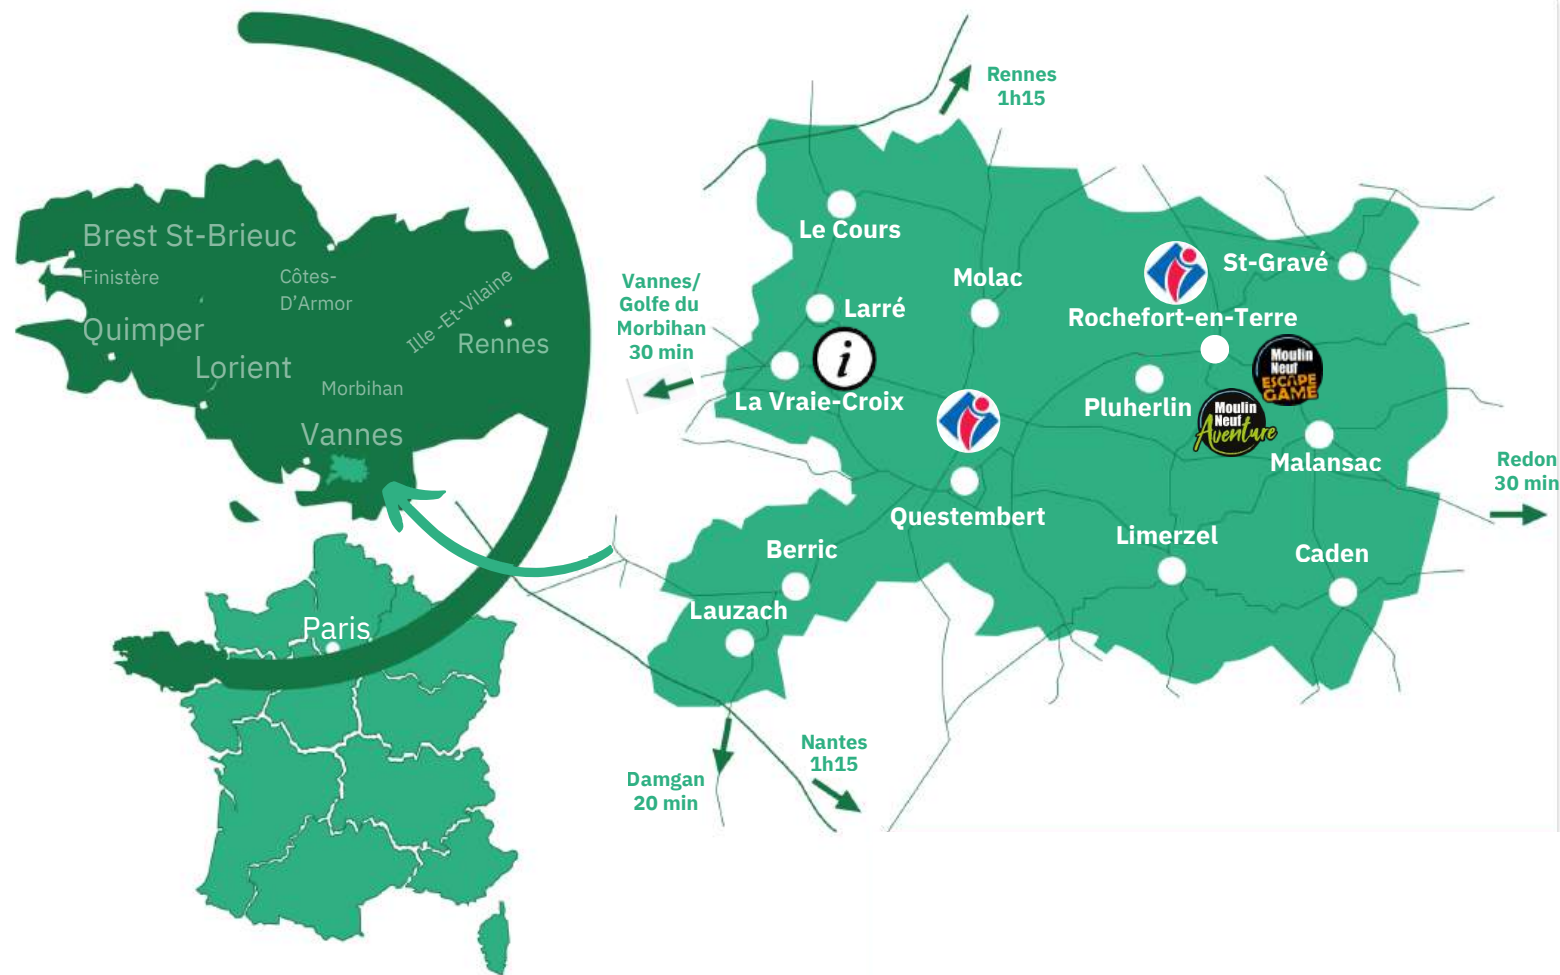 Brest St-Brieuc
Finistère
Côtes-
D'Armor
Ille -Et-Vilaine
Quimper
Rennes
Lorient
Morbihan
Vannes
Paris
Rennes
1h15
Le Cours
Vannes/
Golfe du
Morbihan
30 min
Molac
St-Gravé
Larré
Rochefort-en-Terre
i
La Vraie-Croix
Pluherlin
Moulin
Neuf
ESCAPE
GAME
Moulin
Neuf
Aventure
Malansac
Redon
30 min
Questembert
Limerzel
Caden
Berric
Lauzach
Damgan
20 min
Nantes
1h15